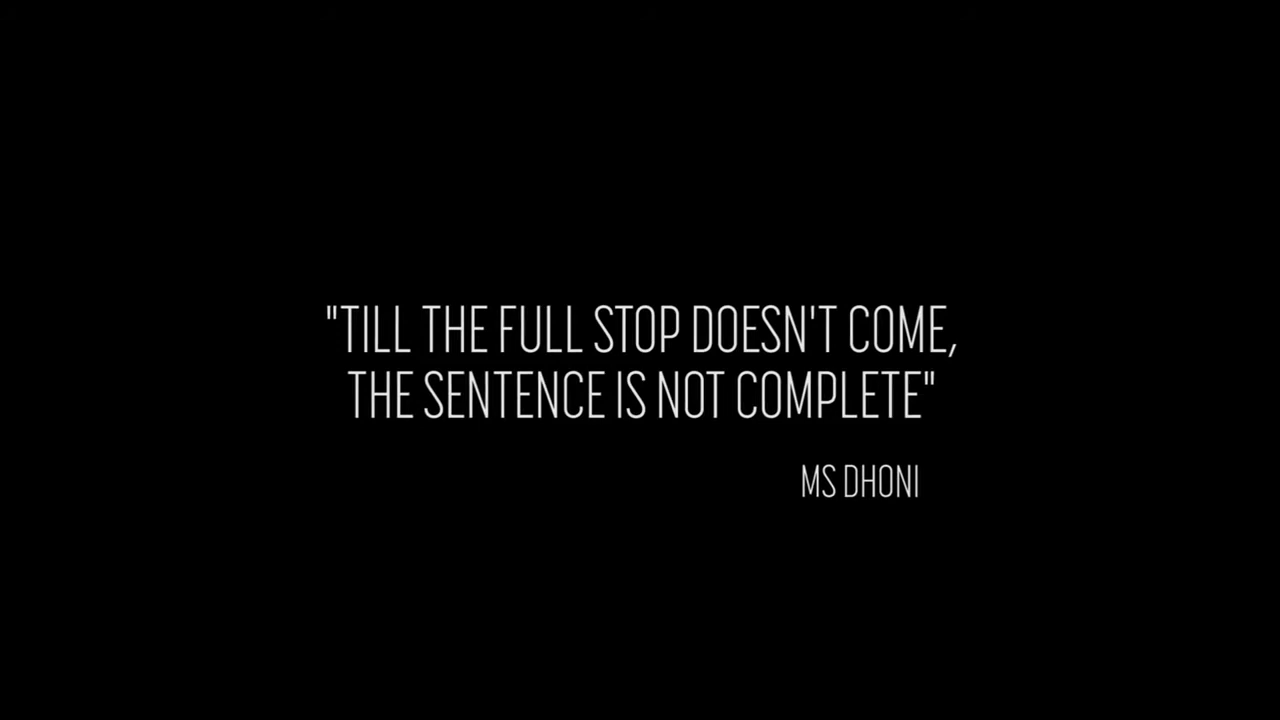 "TILL THE FULL STOP DOESN'T COME,
THE SENTENCE IS NOT COMPLETE"
MS DHONI